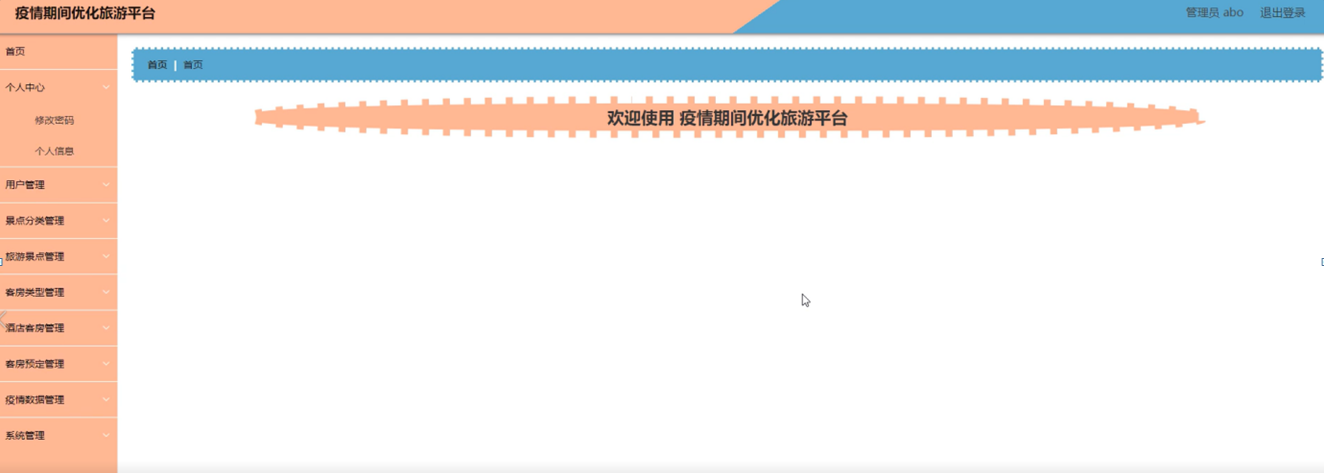 疫情期间优化旅游平台
管理员 abo 退出登录
首页
个人中心
修改密码
个人信息
用户管理
景点分类管理
旅游景点管理
客房类型管理
酒店客房管理
客房预定管理
疫情数据管理
系统管理
首页 | 首页
欢迎使用 疫情期间优化旅游平台